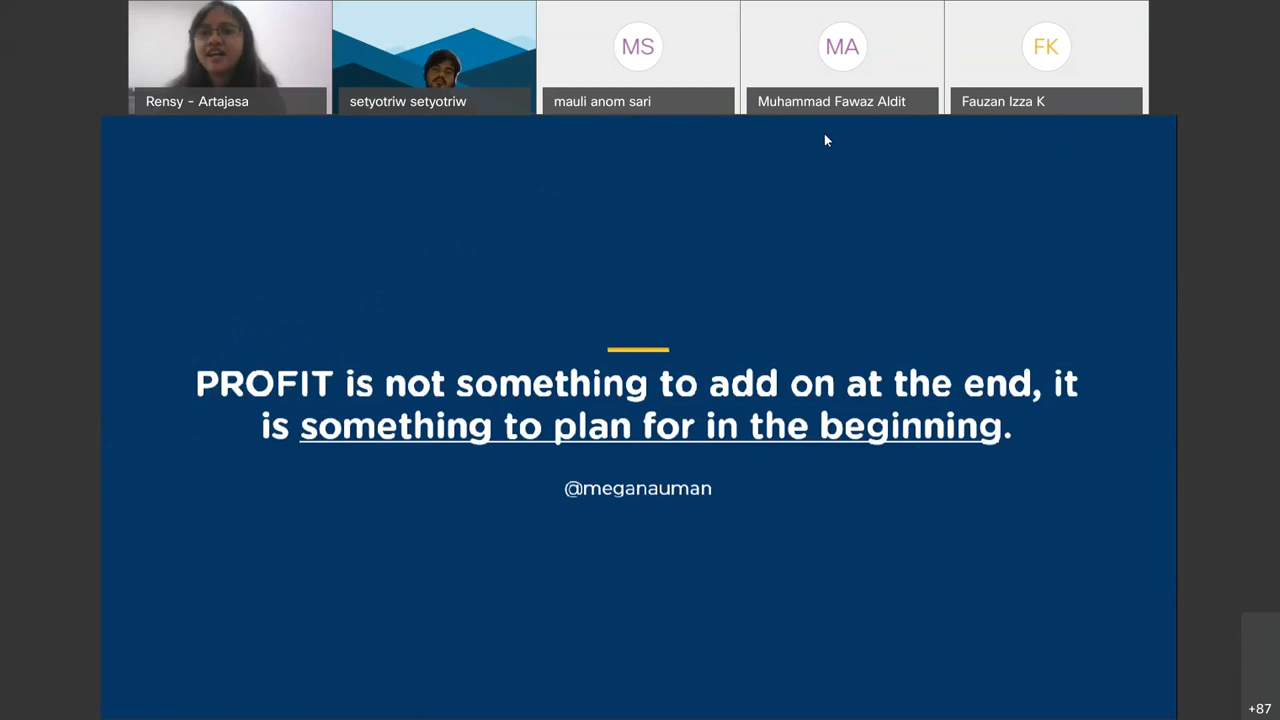 MS
MA
FK
Rensy - Artajasa
setyotriw setyotriw
mauli anom sari
Muhammad Fawaz Aldit
Fauzan Izza K
PROFIT is not something to add on at the end, it
is something to plan for in the beginning.
@meganauman
+87